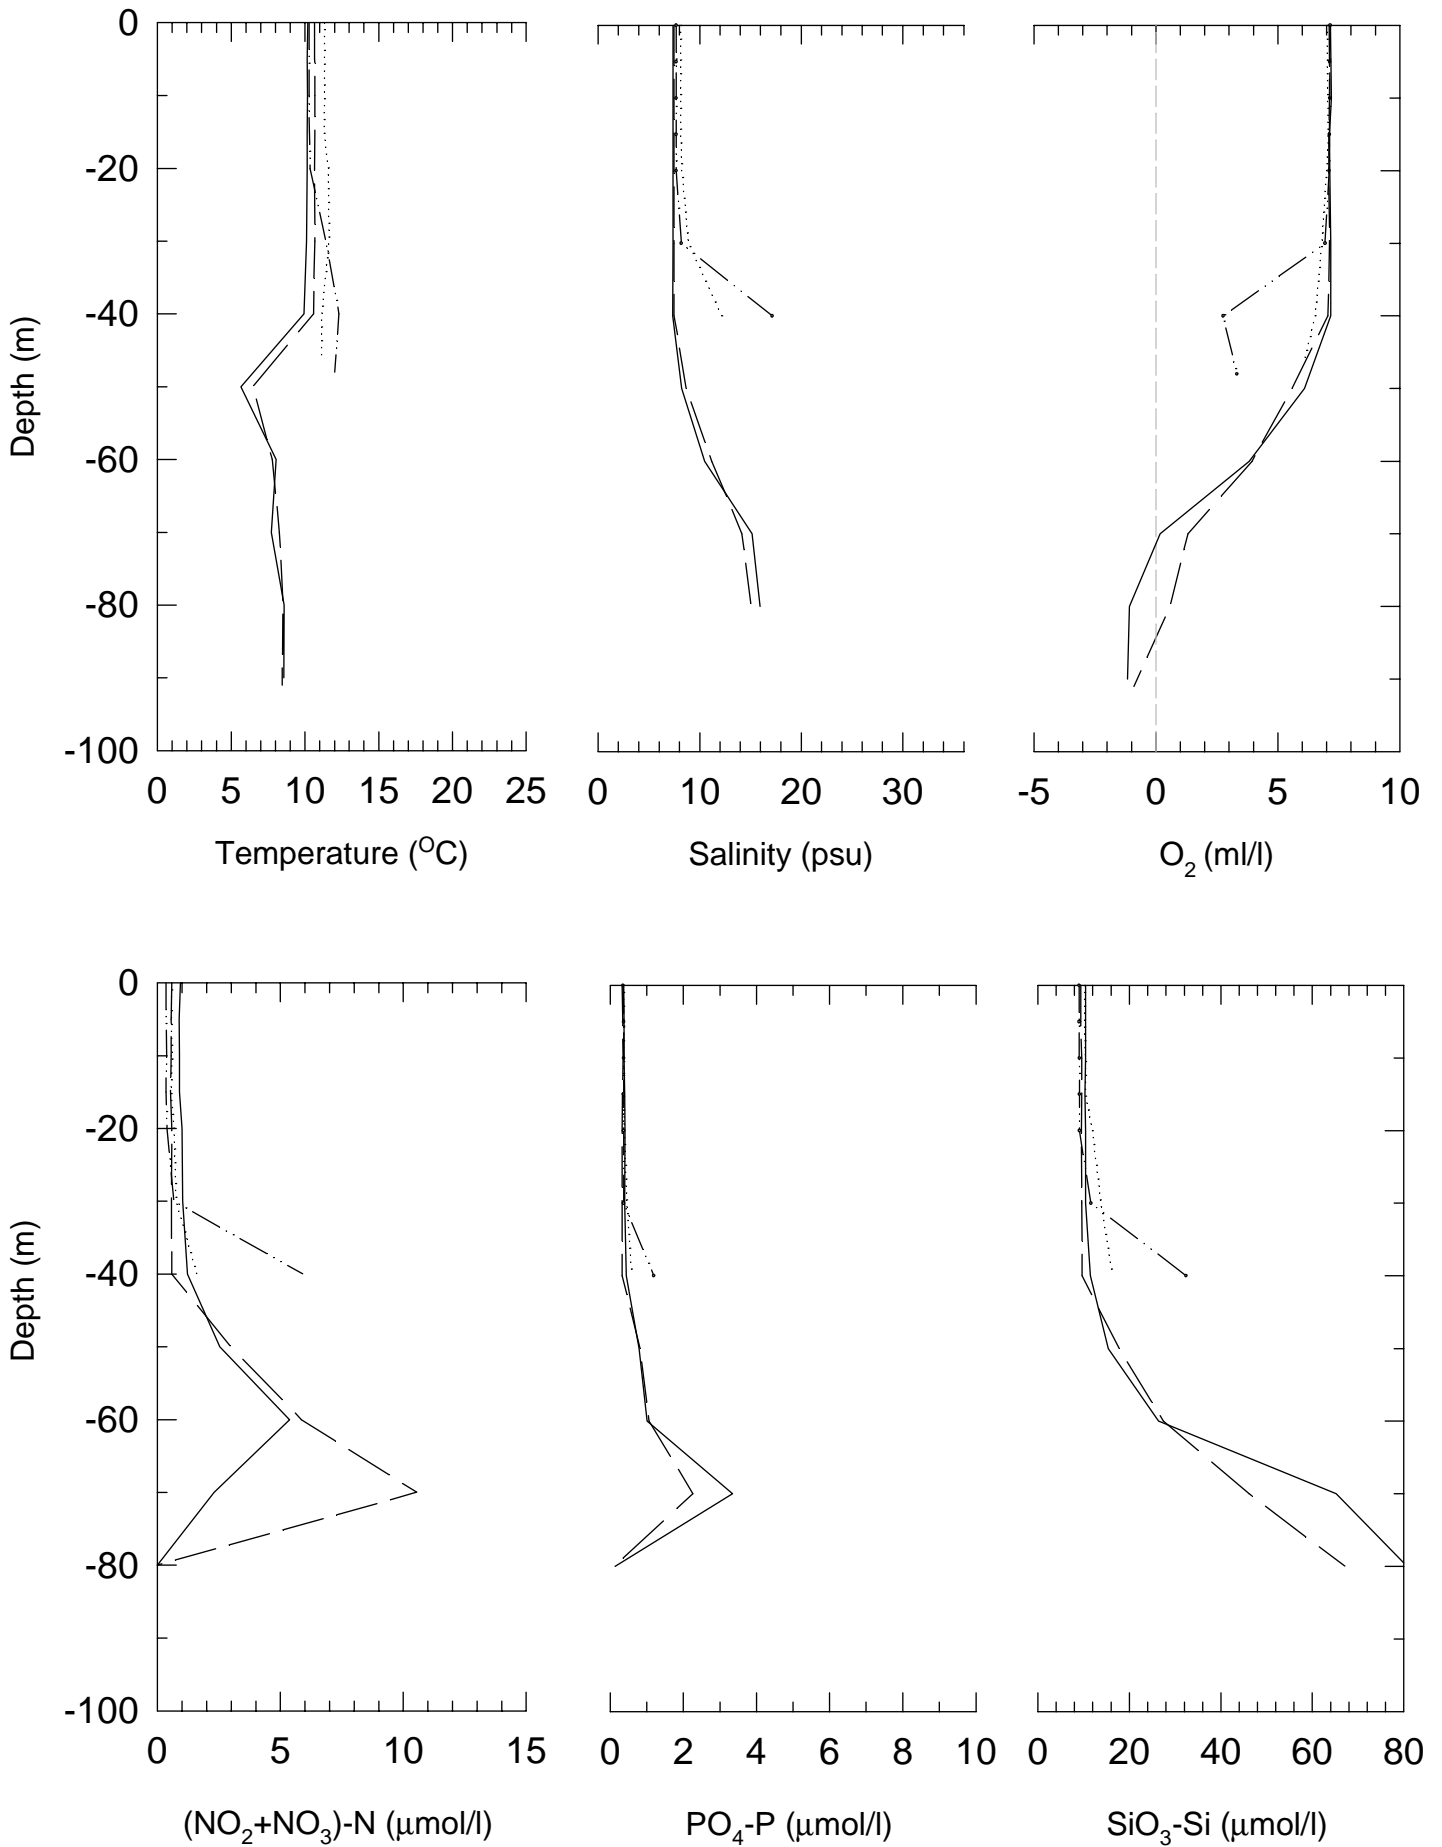 0
-20
-40
-60
-80
-100
Depth (m)
0 5 10 15 20 25
Temperature (°C)
0 10 20 30
Salinity (psu)
-5 0 5 10
O2 (ml/l)
0
-20
-40
-60
-80
-100
Depth (m)
0 5 10 15
(NO2+NO3)-N (μmol/l)
0 2 4 6 8 10
PO4-P (μmol/l)
0 20 40 60 80
SiO3-Si (μmol/l)